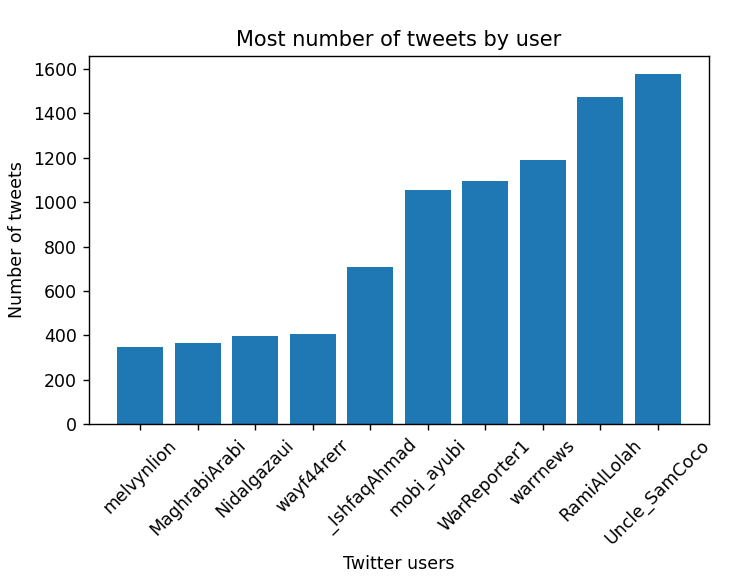 Most number of tweets by user
Number of tweets
1600
1400
1200
1000
800
600
400
200
0
melvynlion
MaghrabiArabi
Nidalgazaui
wayf44rerr
_IshfaqAhmad
mobi_ayubi
WarReporter1
warrnews
RamiAlLolah
Uncle_SamCoco
Twitter users